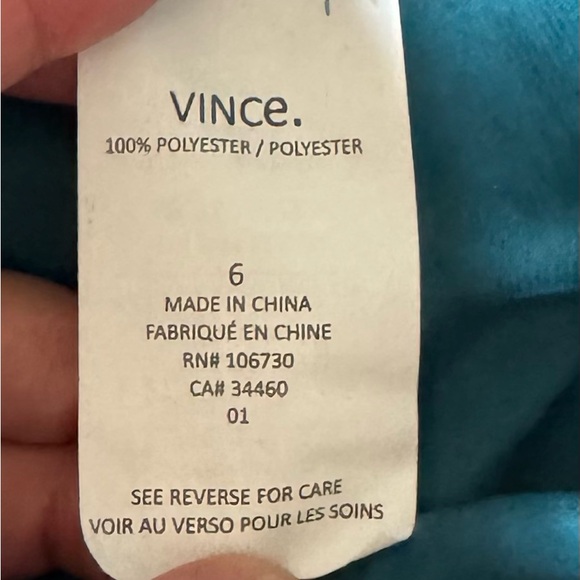 VINCe.
100% POLYESTER / POLYESTER
6
MADE IN CHINA
FABRIQUÉ EN CHINE
RN# 106730
CA# 34460
01
SEE REVERSE FOR CARE
VOIR AU VERSO POUR LES SOINS